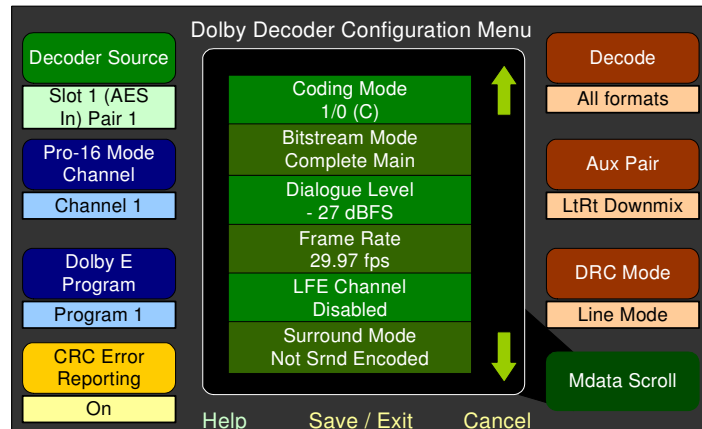 Dolby Decoder Configuration Menu
Decoder Source
Slot 1 (AES
In) Pair 1
Pro-16 Mode
Channel
Channel 1
Dolby E
Program
Program 1
CRC Error
Reporting
On
Coding Mode
1/0 (C)
Bitstream Mode
Complete Main
Dialogue Level
- 27 dBFS
Frame Rate
29.97 fps
LFE Channel
Disabled
Surround Mode
Not Srnd Encoded
Decode
All formats
Aux Pair
LtRt Downmix
DRC Mode
Line Mode
Mdata Scroll
Help
Save / Exit
Cancel